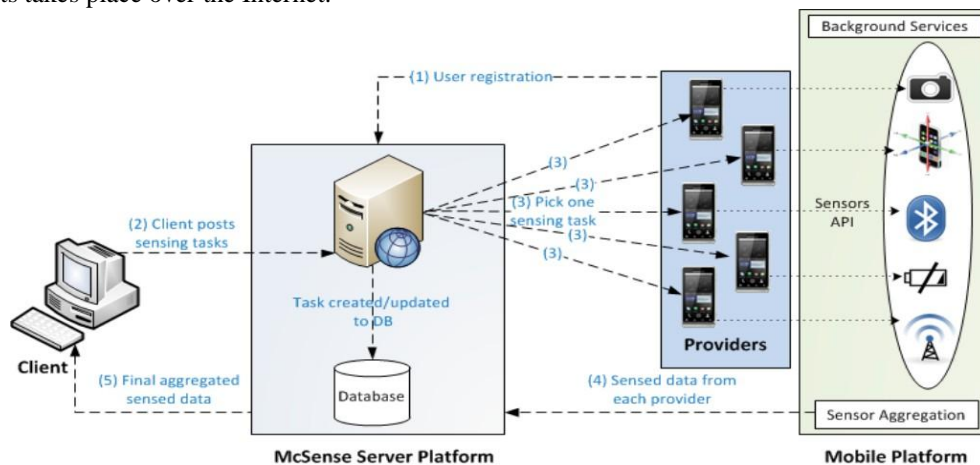 ts takes place over the Internet.
Background Services
(1) User registration
(3)
(3)
(2) Client posts
sensing tasks
(3) Pick one
sensing task
(3)
(3)
Sensors
API
Task created/updated
to DB
Providers
Client
(5) Final aggregated
sensed data
Database
(4) Sensed data from
each provider
Sensor Aggregation
McSense Server Platform
Mobile Platform